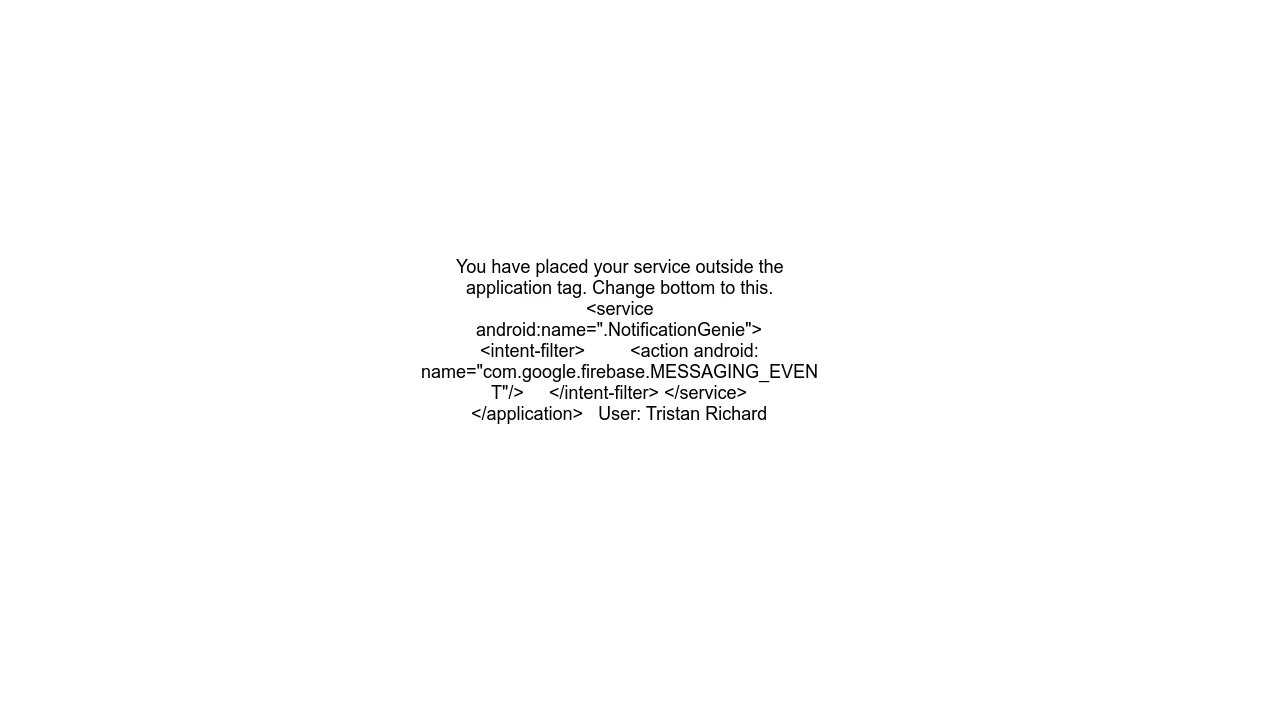 You have placed your service outside the
application tag. Change bottom to this.
<service
android:name=".NotificationGenie">
<intent-filter>         <action android:
name="com.google.firebase.MESSAGING_EVEN
T"/>     </intent-filter> </service>
</application>   User: Tristan Richard